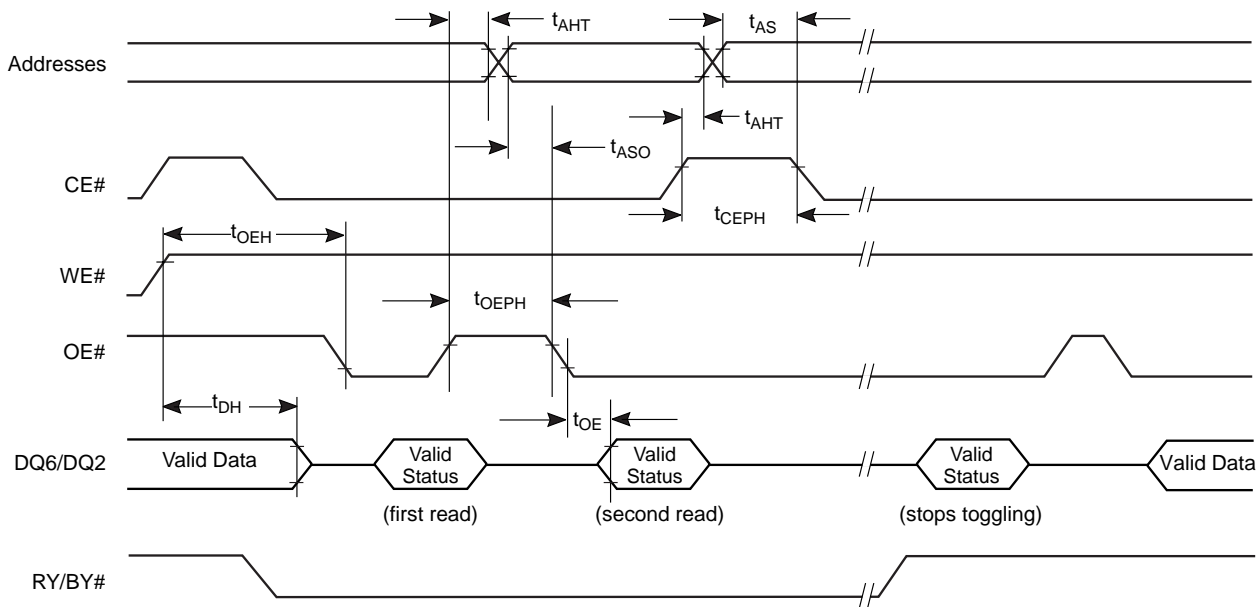 tAHT
tAS
Addresses
tAHT
tASO
CE#
tCEPH
tOEH
WE#
tOEPH
OE#
tDH
tOE
DQ6/DQ2
Valid Data
Valid
Status
Valid
Status
Valid
Status
Valid Data
(first read)
(second read)
(stops toggling)
RY/BY#